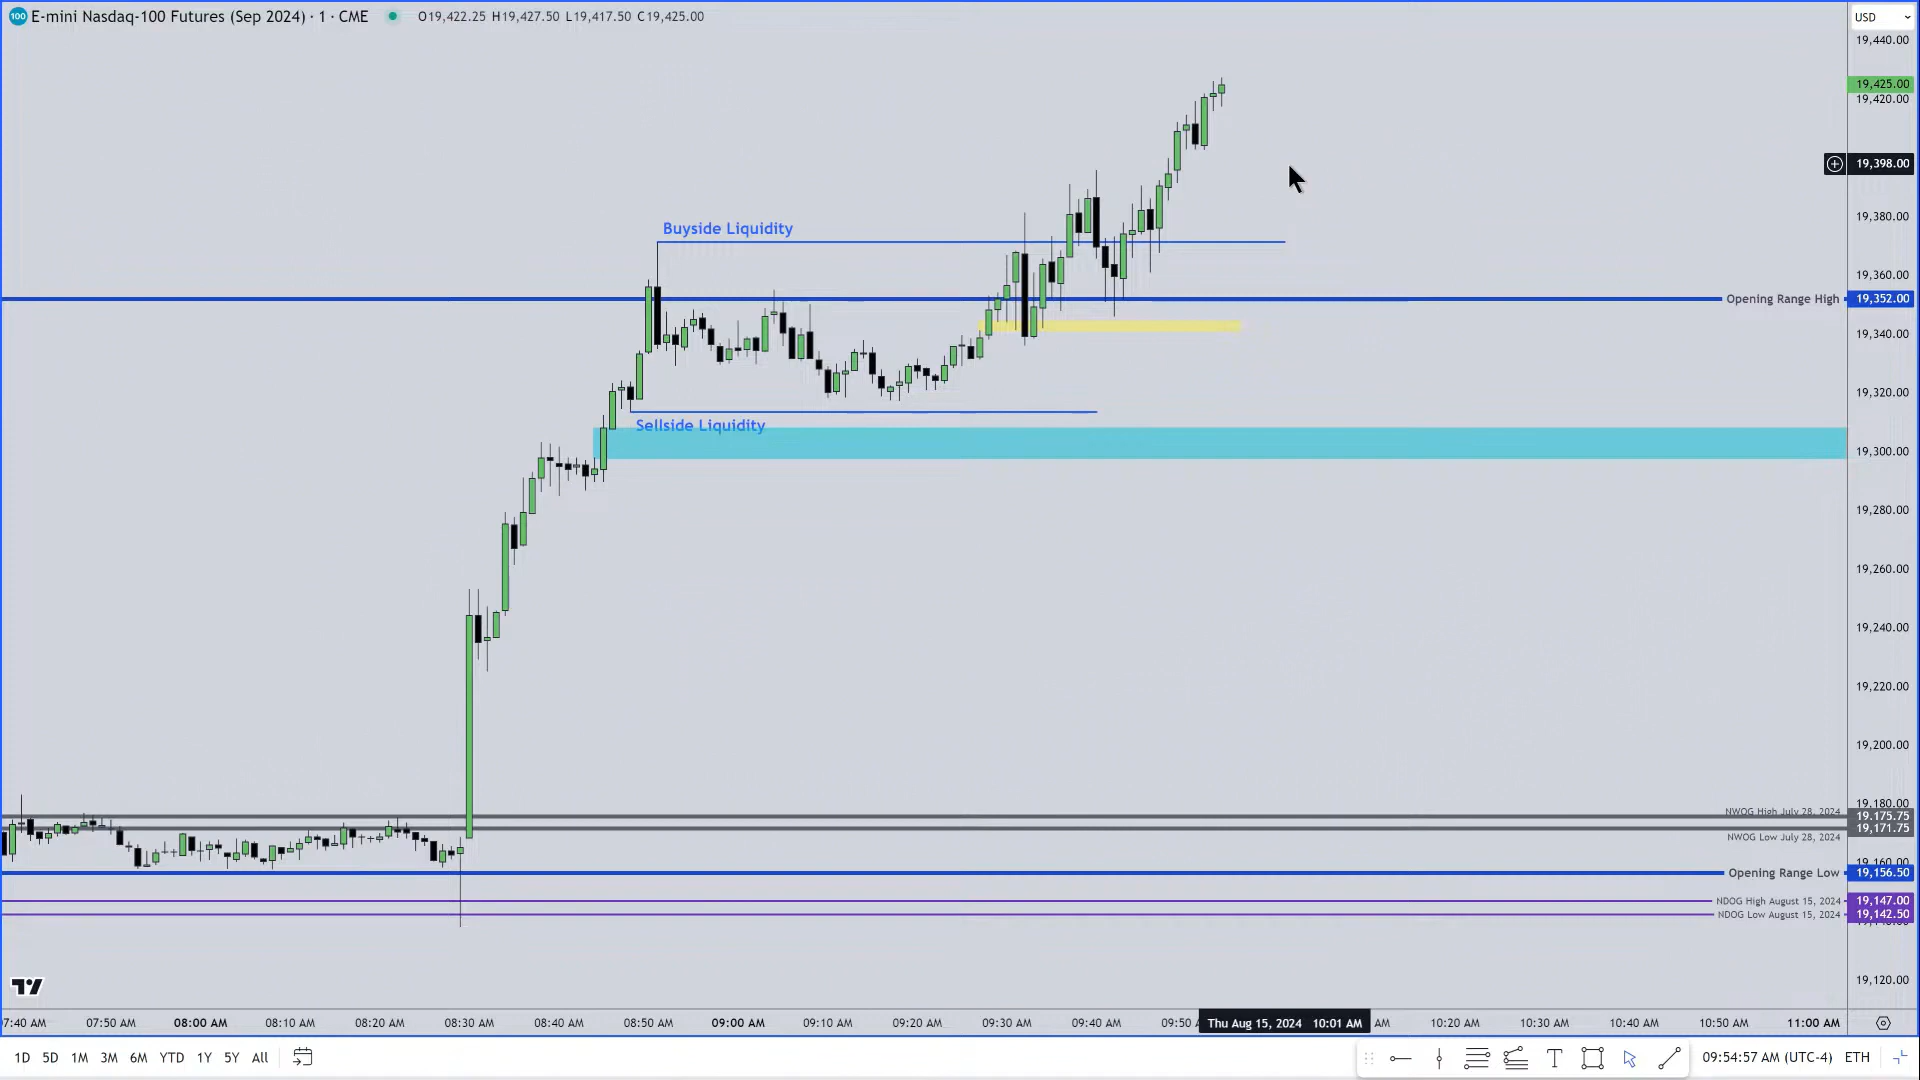 100 E-mini Nasdaq-100 Futures (Sep 2024) · 1 · CME O19,422.25 H19,427.50 L19,417.50 C19,425.00
USD
19,440.00
19,425.00
19,420.00
19,398.00
19,380.00
Buyside Liquidity
19,360.00
Opening Range High 19,352.00
19,340.00
19,320.00
Sellside Liquidity
19,300.00
19,280.00
19,260.00
19,240.00
19,220.00
19,200.00
19,180.00
NWOG High July 28, 2024 19,175.75
19,171.75
NWOG Low July 28, 2024
19,160.00
Opening Range Low 19,156.50
NDOG High August 15, 2024 19,147.00
NDOG Low August 15, 2024 19,142.50
19,120.00
07:40 AM 07:50 AM 08:00 AM 08:10 AM 08:20 AM 08:30 AM 08:40 AM 08:50 AM 09:00 AM 09:10 AM 09:20 AM 09:30 AM 09:40 AM 09:50 Thu Aug 15, 2024 10:01 AM AM 10:20 AM 10:30 AM 10:40 AM 10:50 AM 11:00 AM
1D 5D 1M 3M 6M YTD 1Y 5Y All 09:54:57 AM (UTC-4) ETH